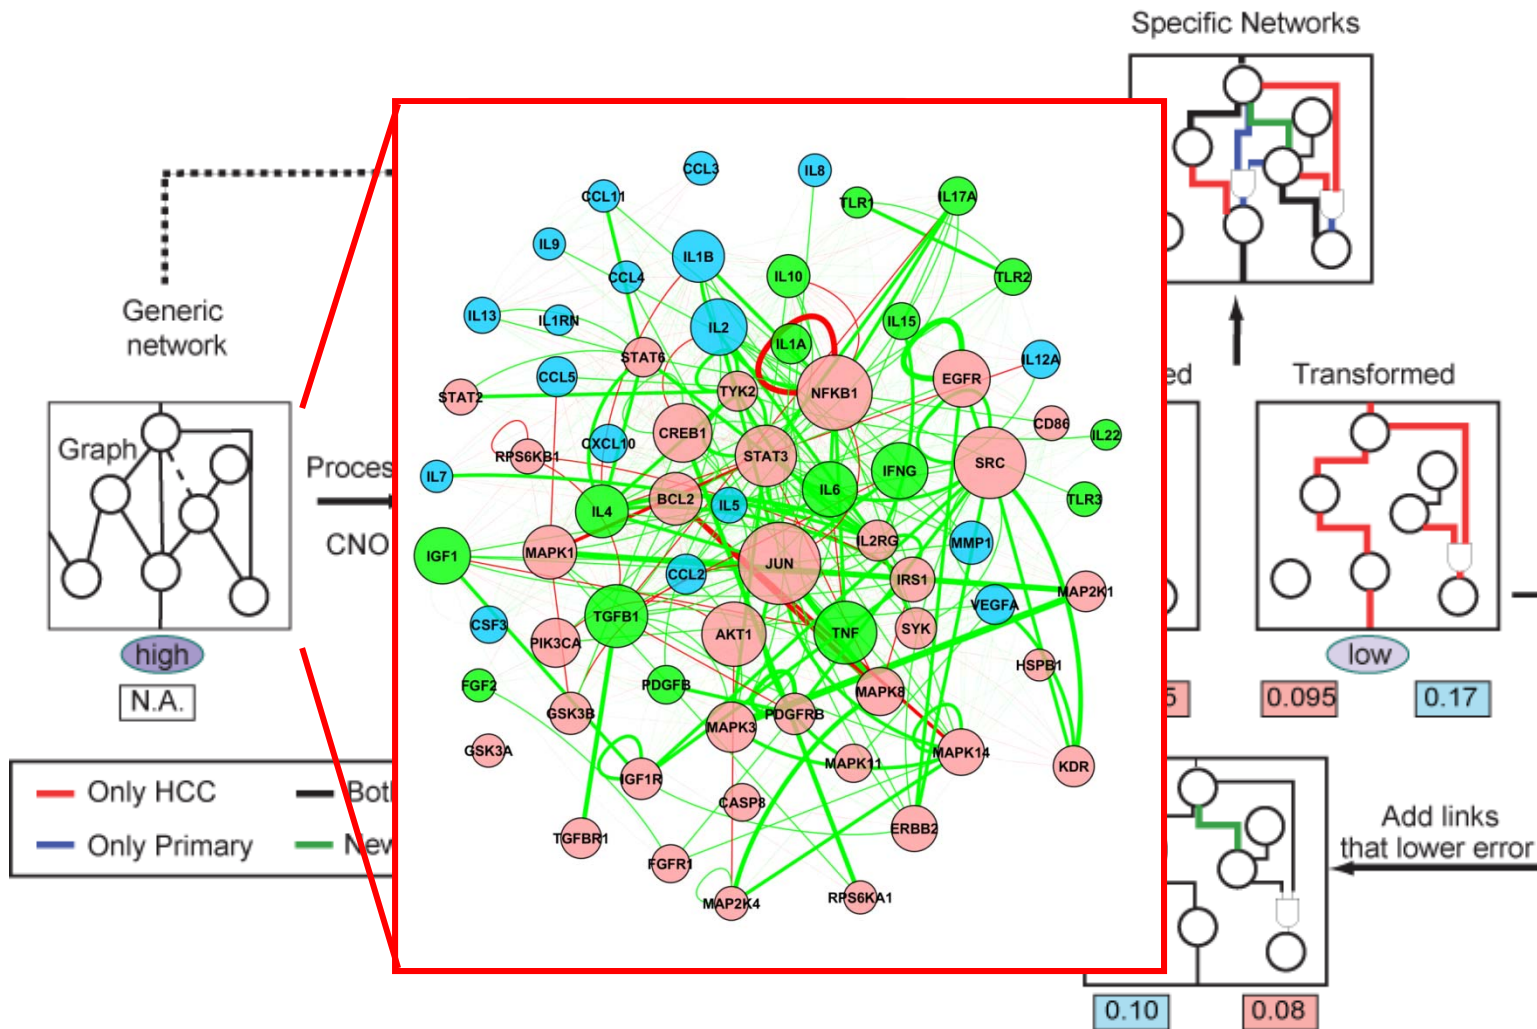 Specific Networks
Generic
network
Graph
Proces
CNO
high
N.A.
Only HCC
Bot
Only Primary
New
CCL3
IL8
CCL11
TLR1
IL17A
IL9
IL1B
CCL4
IL10
TLR2
IL13
IL1RN
IL2
IL15
IL1A
STAT6
IL12A
CCL5
TYK2
NFKB1
EGFR
STAT2
CREB1
CD86
CXCL10
IL22
RPS6KB1
STAT3
IFNG
SRC
IL7
IL6
BCL2
IL5
TLR3
IL4
IL2RG
MMP1
IGF1
MAPK1
JUN
CCL2
IRS1
MAP2K1
VEGFA
TGFB1
CSF3
AKT1
TNF
SYK
PIK3CA
HSPB1
FGF2
PDGFB
MAPK8
GSK3B
MAPK3
PDGFRB
GSK3A
MAPK14
MAPK11
KDR
IGF1R
CASP8
TGFBR1
ERBB2
FGFR1
MAP2K4
RPS6KA1
ed
Transformed
low
5
0.095
0.17
Add links
that lower error
0.10
0.08